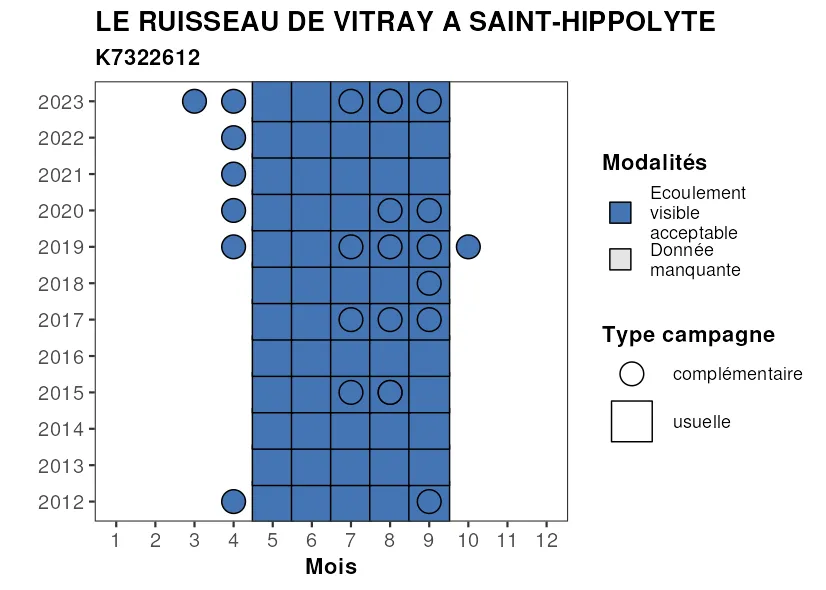 LE RUISSEAU DE VITRAY A SAINT-HIPPOLYTE
K7322612
2023
2022
2021
2020
2019
2018
2017
2016
2015
2014
2013
2012
1 2 3 4 5 6 7 8 9 10 11 12
Mois
Modalités
Ecoulement
visible
acceptable
Donnée
manquante
Type campagne
complémentaire
usuelle